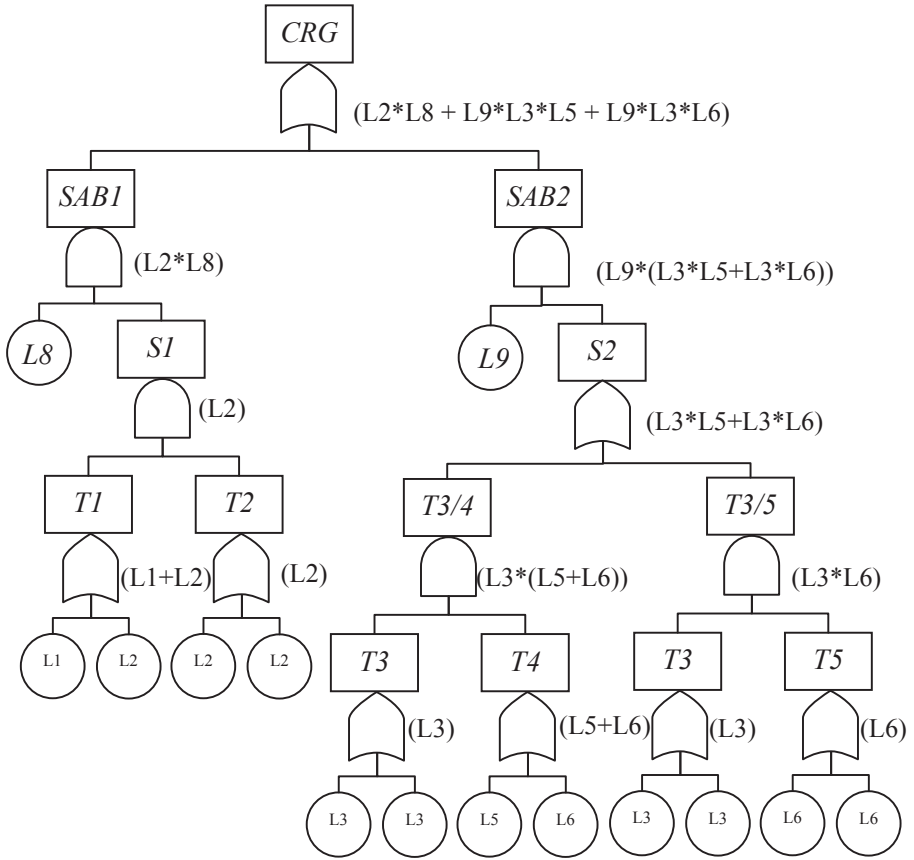 CRG
(L2*L8 + L9*L3*L5 + L9*L3*L6)
SAB1
SAB2
(L2*L8)
(L9*(L3*L5+L3*L6))
L8
S1
L9
S2
(L2)
(L3*L5+L3*L6)
T1
T2
T3/4
T3/5
(L1+L2)
(L2)
(L3*(L5+L6))
(L3*L6)
L1
L2
L2
L2
T3
T4
T3
T5
(L3)
(L5+L6)
(L3)
(L6)
L3
L3
L5
L6
L3
L3
L6
L6